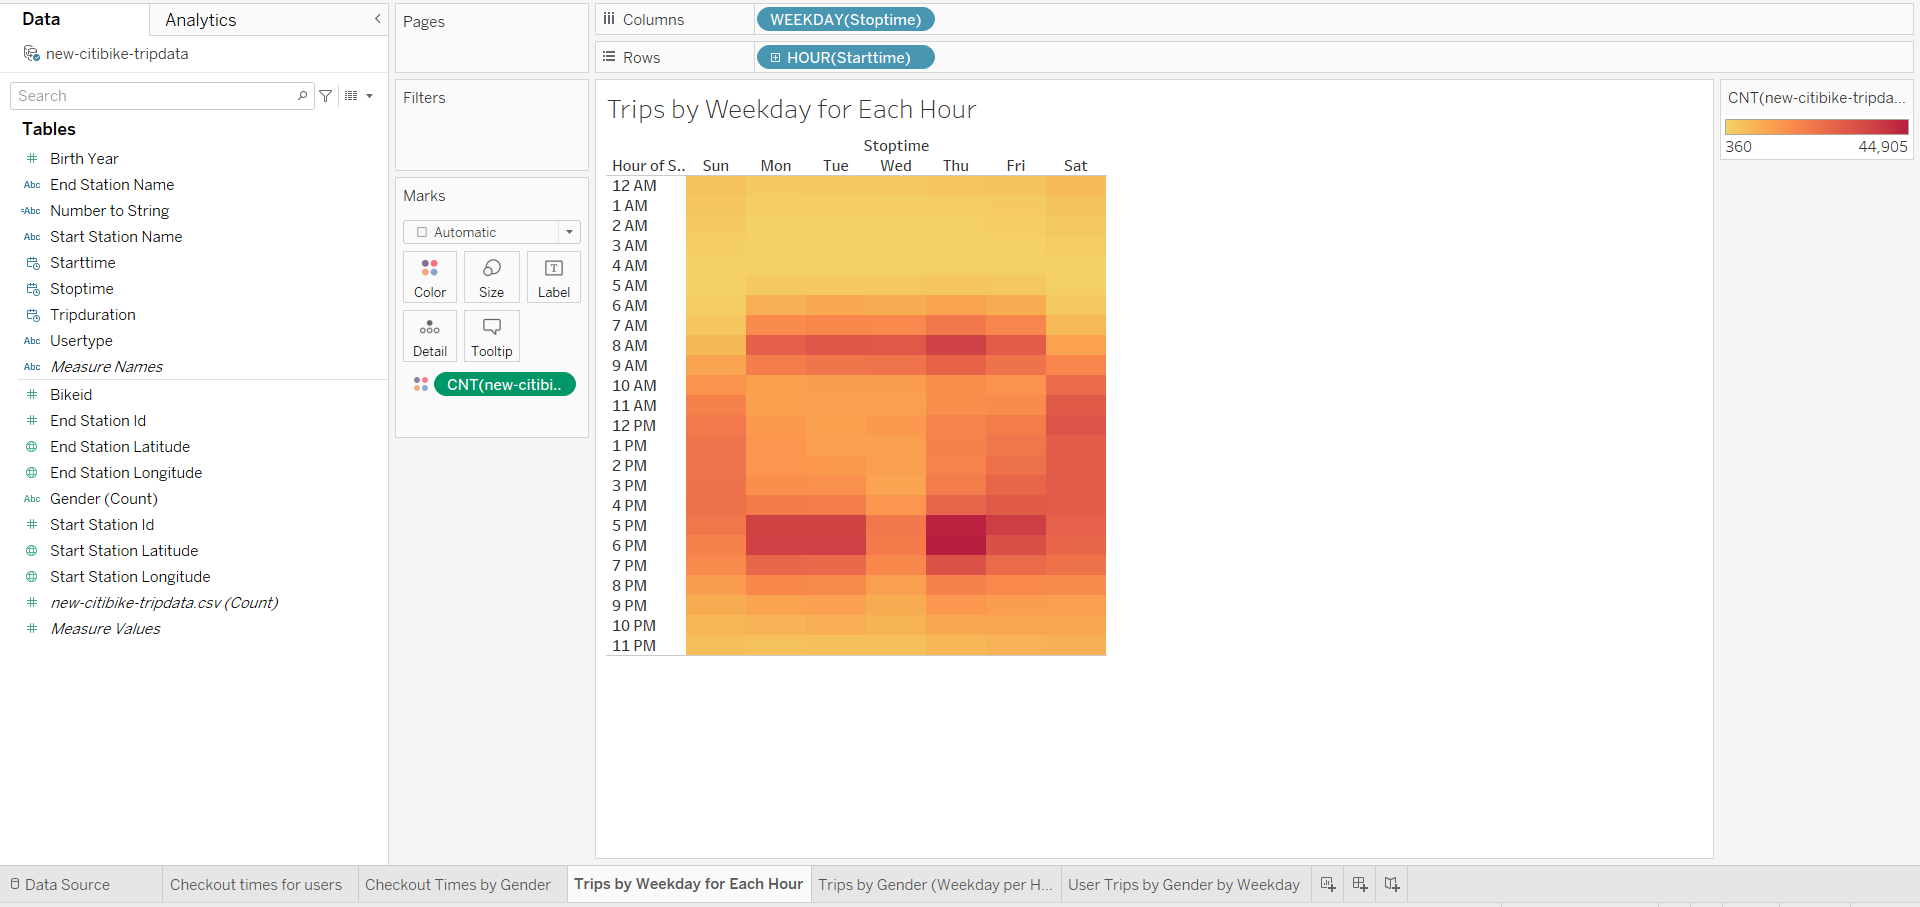 Data
Analytics
new-citibike-tripdata
Search
Tables
# Birth Year
Abc End Station Name
=Abc Number to String
Abc Start Station Name
Starttime
Stoptime
Tripduration
Abc Usertype
Abc Measure Names
# Bikeid
# End Station Id
End Station Latitude
End Station Longitude
Abc Gender (Count)
# Start Station Id
Start Station Latitude
Start Station Longitude
# new-citibike-tripdata.csv (Count)
# Measure Values
Pages
Filters
Marks
Automatic
Color Size Label
Detail Tooltip
CNT(new-citibi..
Columns WEEKDAY(Stoptime)
Rows HOUR(Starttime)
Trips by Weekday for Each Hour
Stoptime
Hour of S.. Sun Mon Tue Wed Thu Fri Sat
12 AM
1 AM
2 AM
3 AM
4 AM
5 AM
6 AM
7 AM
8 AM
9 AM
10 AM
11 AM
12 PM
1 PM
2 PM
3 PM
4 PM
5 PM
6 PM
7 PM
8 PM
9 PM
10 PM
11 PM
CNT(new-citibike-tripda...
360 44,905
Data Source Checkout times for users Checkout Times by Gender Trips by Weekday for Each Hour Trips by Gender (Weekday per H... User Trips by Gender by Weekday